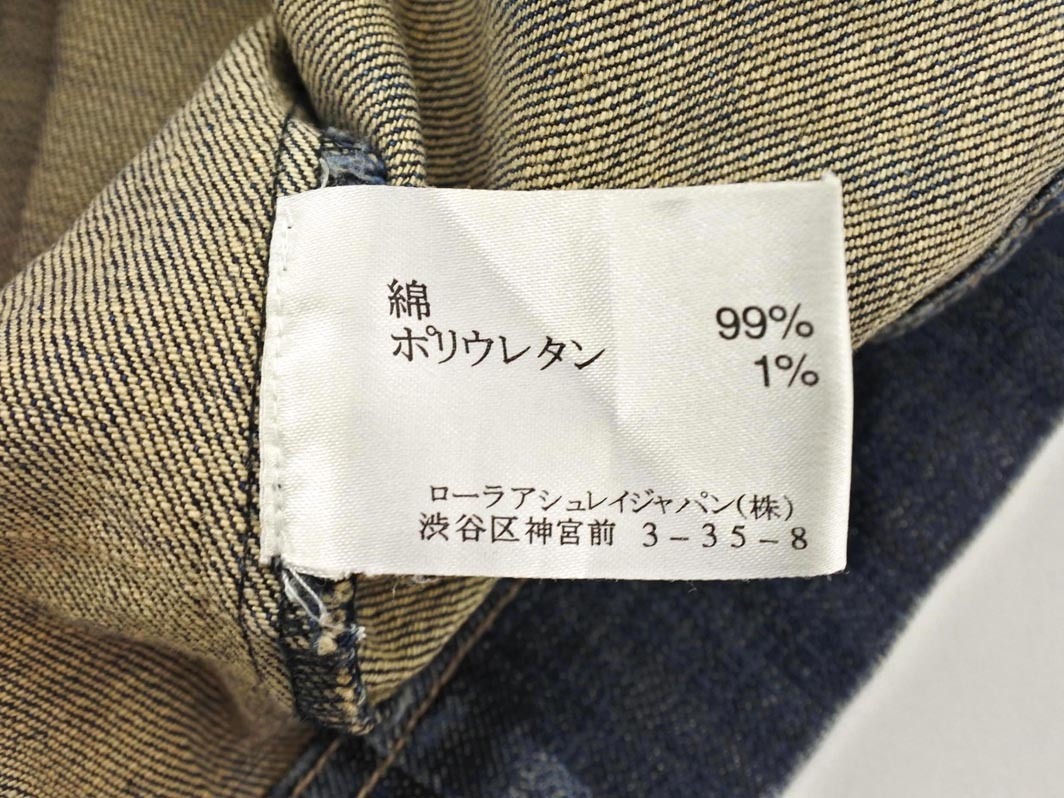 綿 99%
ポリウレタン 1%
ローラアシュレイジャパン(株)
渋谷区神宮前 3-35-8